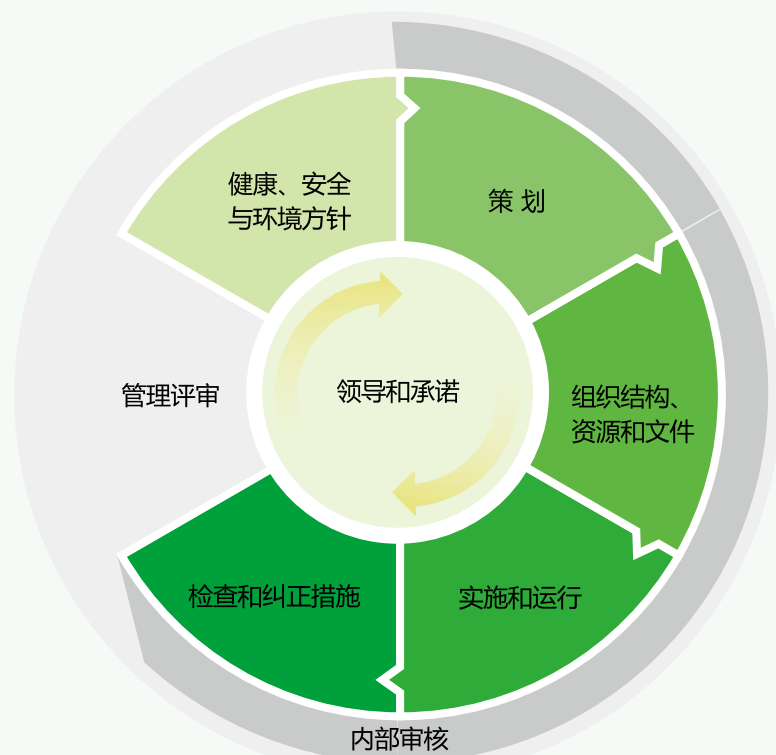 健康、安全
与环境方针
策 划
管理评审
领导和承诺
组织结构、
资源和文件
检查和纠正措施
实施和运行
内部审核